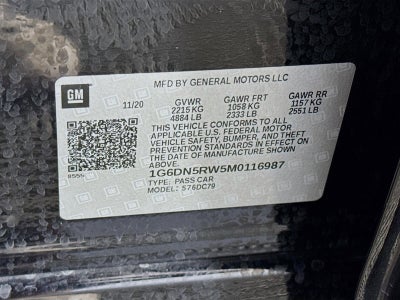 MFD BY GENERAL MOTORS LLC
GM
11/20 GVWR GAWR FRT GAWR RR
2215 KG 1058 KG 1157 KG
4884 LB 2333 LB 2551 LB
THIS VEHICLE CONFORMS TO ALL
APPLICABLE U.S. FEDERAL MOTOR
VEHICLE SAFETY, BUMPER, AND THEFT
PREVENTION STANDARDS IN EFFECT ON
THE DATE OF MANUFACTURE SHOWN ABOVE.
1G6DN5RW5M0116987
TYPE: PASS CAR
MODEL: S76DC79